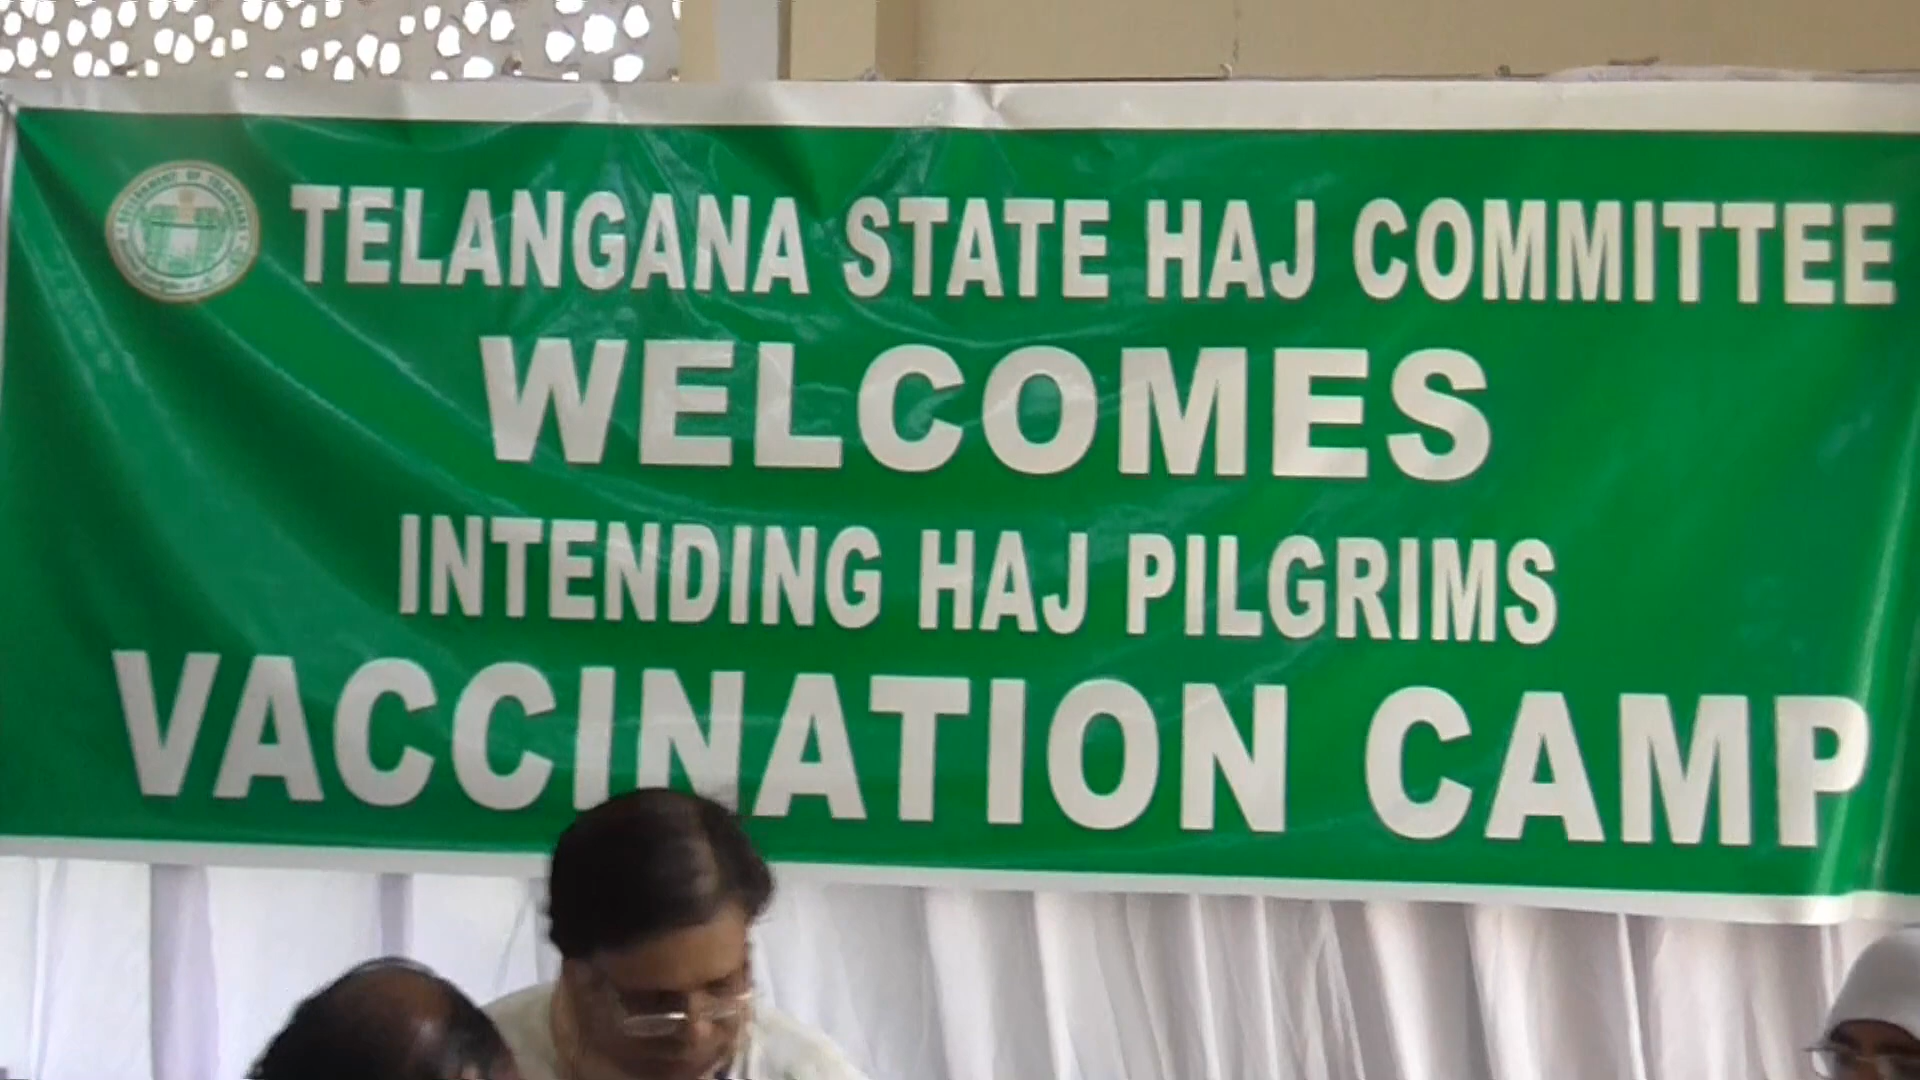 TELANGANA STATE HAJ COMMITTEE
WELCOMES
INTENDING HAJ PILGRIMS
VACCINATION CAMP